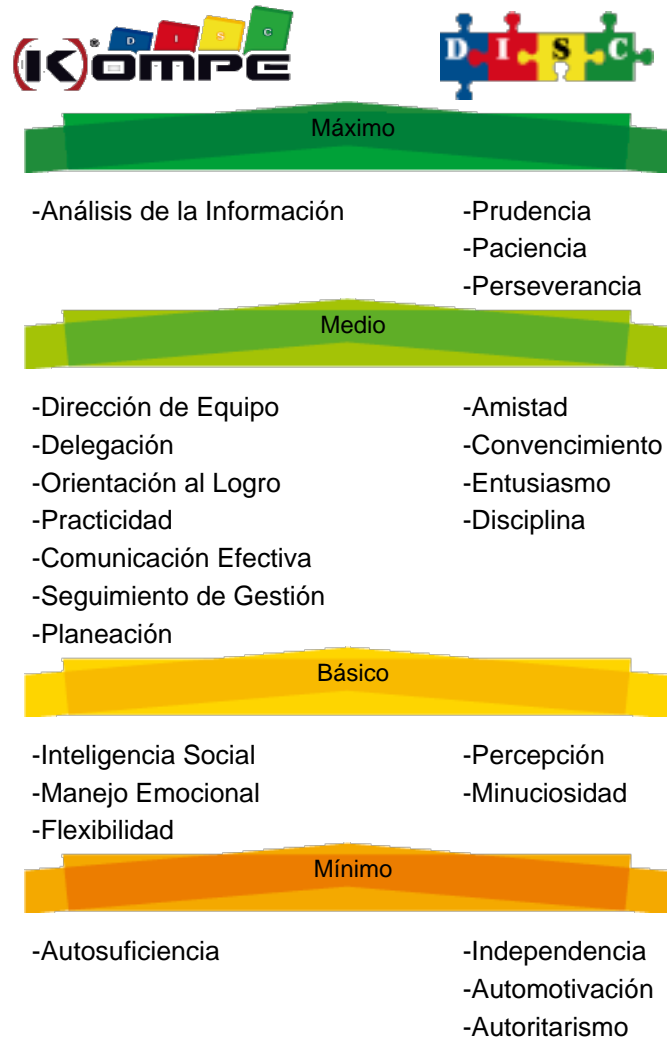 (K)OMPE®
D I S C
D I S C
Máximo
-Análisis de la Información
-Prudencia
-Paciencia
-Perseverancia
Medio
-Dirección de Equipo
-Delegación
-Orientación al Logro
-Practicidad
-Comunicación Efectiva
-Seguimiento de Gestión
-Planeación
-Amistad
-Convencimiento
-Entusiasmo
-Disciplina
Básico
-Inteligencia Social
-Manejo Emocional
-Flexibilidad
-Percepción
-Minuciosidad
Mínimo
-Autosuficiencia
-Independencia
-Automotivación
-Autoritarismo